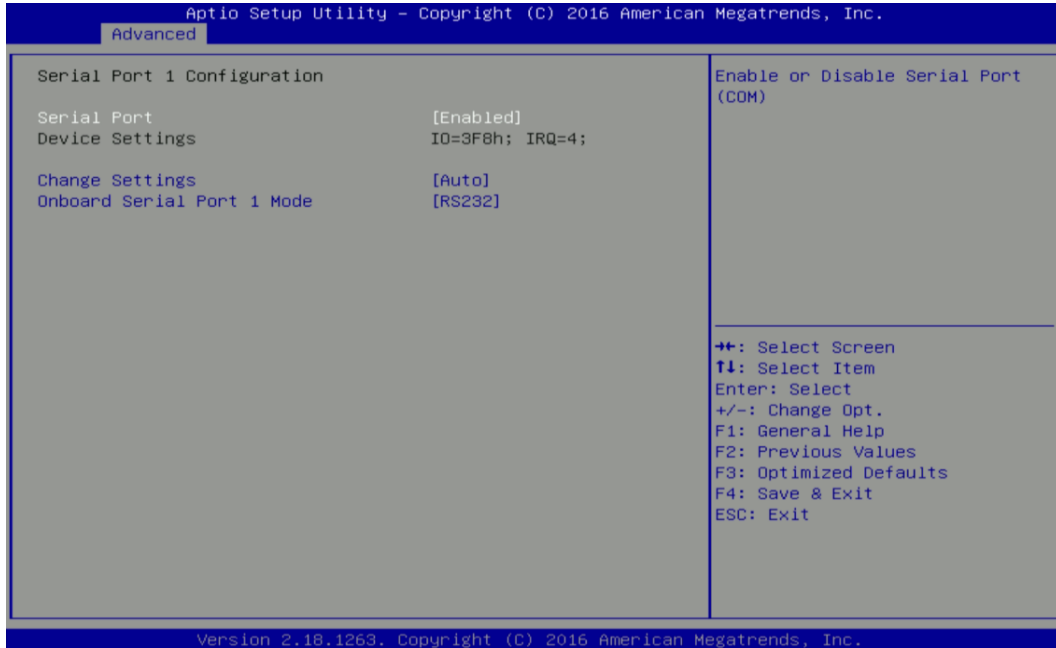 Aptio Setup Utility – Copyright (C) 2016 American Megatrends, Inc.
Advanced
Serial Port 1 Configuration
Serial Port [Enabled]
Device Settings IO=3F8h; IRQ=4;
Change Settings [Auto]
Onboard Serial Port 1 Mode [RS232]
Enable or Disable Serial Port
(COM)
→←: Select Screen
↑↓: Select Item
Enter: Select
+/-: Change Opt.
F1: General Help
F2: Previous Values
F3: Optimized Defaults
F4: Save & Exit
ESC: Exit
Version 2.18.1263. Copyright (C) 2016 American Megatrends, Inc.